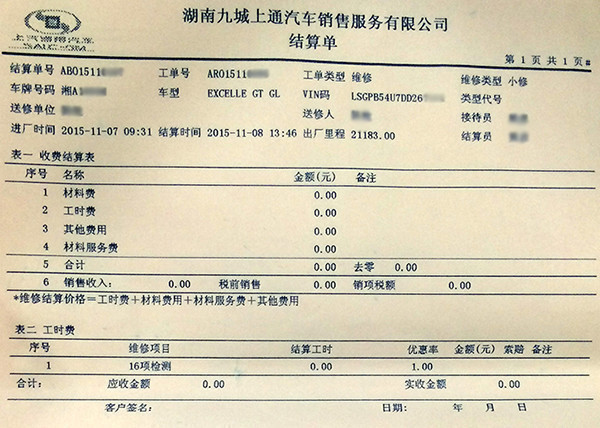 湖南九城上通汽车销售服务有限公司
结算单
上汽通用汽车
SAIC-GM
第 1 页 共 1 页
结算单号 AB01511 工单号 AR01511 工单类型 维修 维修类型 小修
车牌号码 湘A 车型 EXCELLE GT GL VIN码 LSGPB54U7DD26 类型代号
送修单位 送修人 接待员
进厂时间 2015-11-07 09:31 结算时间 2015-11-08 13:46 出厂里程 21183.00 结算员
表一 收费结算表
序号 名称 金额(元) 备注
1 材料费 0.00
2 工时费 0.00
3 其他费用 0.00
4 材料服务费 0.00
5 合计 0.00 去零 0.00
6 销售收入: 0.00 税前销售 0.00 销项税额 0.00
*维修结算价格=工时费+材料费用+材料服务费+其他费用
表二 工时费
序号 维修项目 结算工时 优惠率 金额(元) 索赔 备注
1 16项检测 0.00 1.00
合计: 应收金额 0.00 实收金额 0.00
客户签名: 日期: 年 月 日